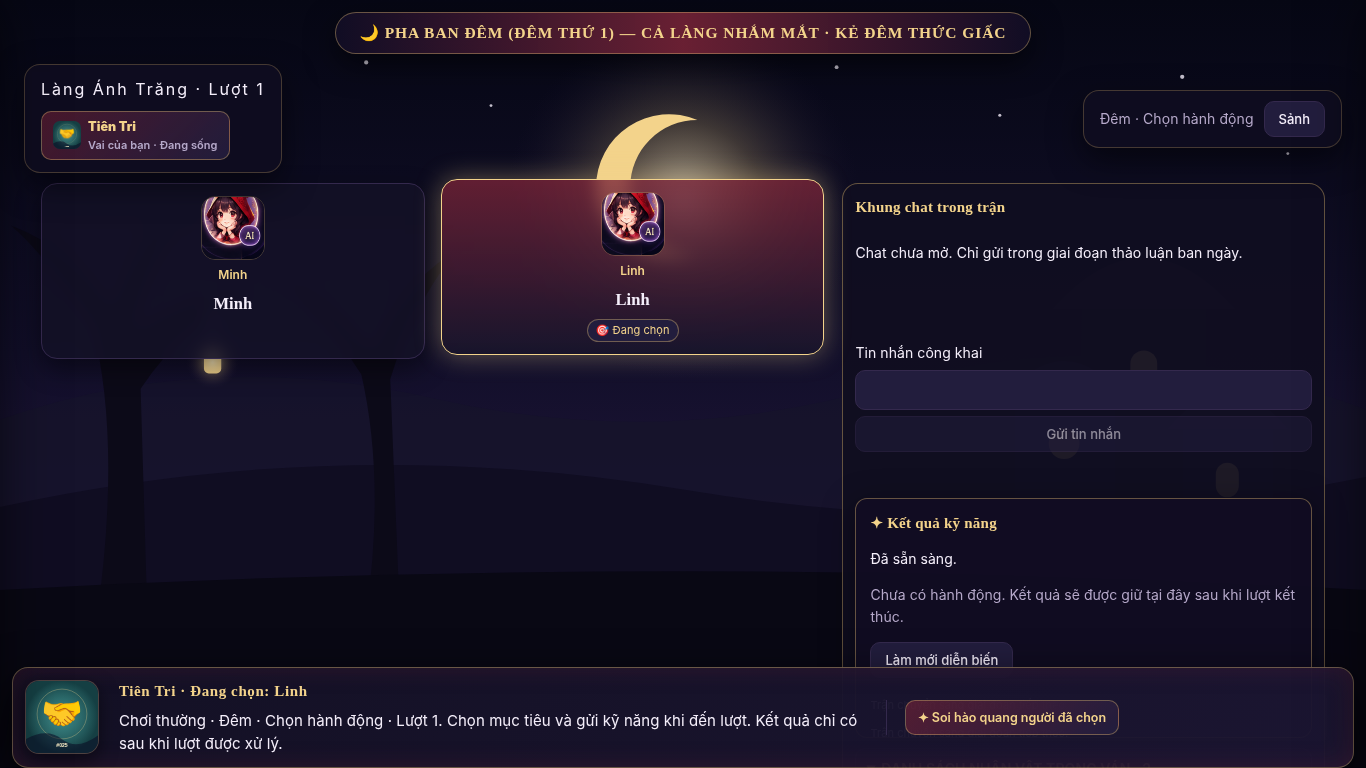 🌙 PHA BAN ĐÊM (ĐÊM THỨ 1) — CẢ LÀNG NHẮM MẮT · KẺ ĐÊM THỨC GIẤC
Làng Ánh Trăng · Lượt 1
Tiên Tri
Vai của bạn · Đang sống
Đêm · Chọn hành động
Sảnh
AI
Minh
Minh
AI
Linh
Linh
🎯 Đang chọn
Khung chat trong trận
Chat chưa mở. Chỉ gửi trong giai đoạn thảo luận ban ngày.
Tin nhắn công khai
Gửi tin nhắn
✦ Kết quả kỹ năng
Đã sẵn sàng.
Chưa có hành động. Kết quả sẽ được giữ tại đây sau khi lượt kết
thúc.
Làm mới diễn biến
Tiên Tri · Đang chọn: Linh
Chơi thường · Đêm · Chọn hành động · Lượt 1. Chọn mục tiêu và gửi kỹ năng khi đến lượt. Kết quả chỉ có
sau khi lượt được xử lý.
✦ Soi hào quang người đã chọn
#025